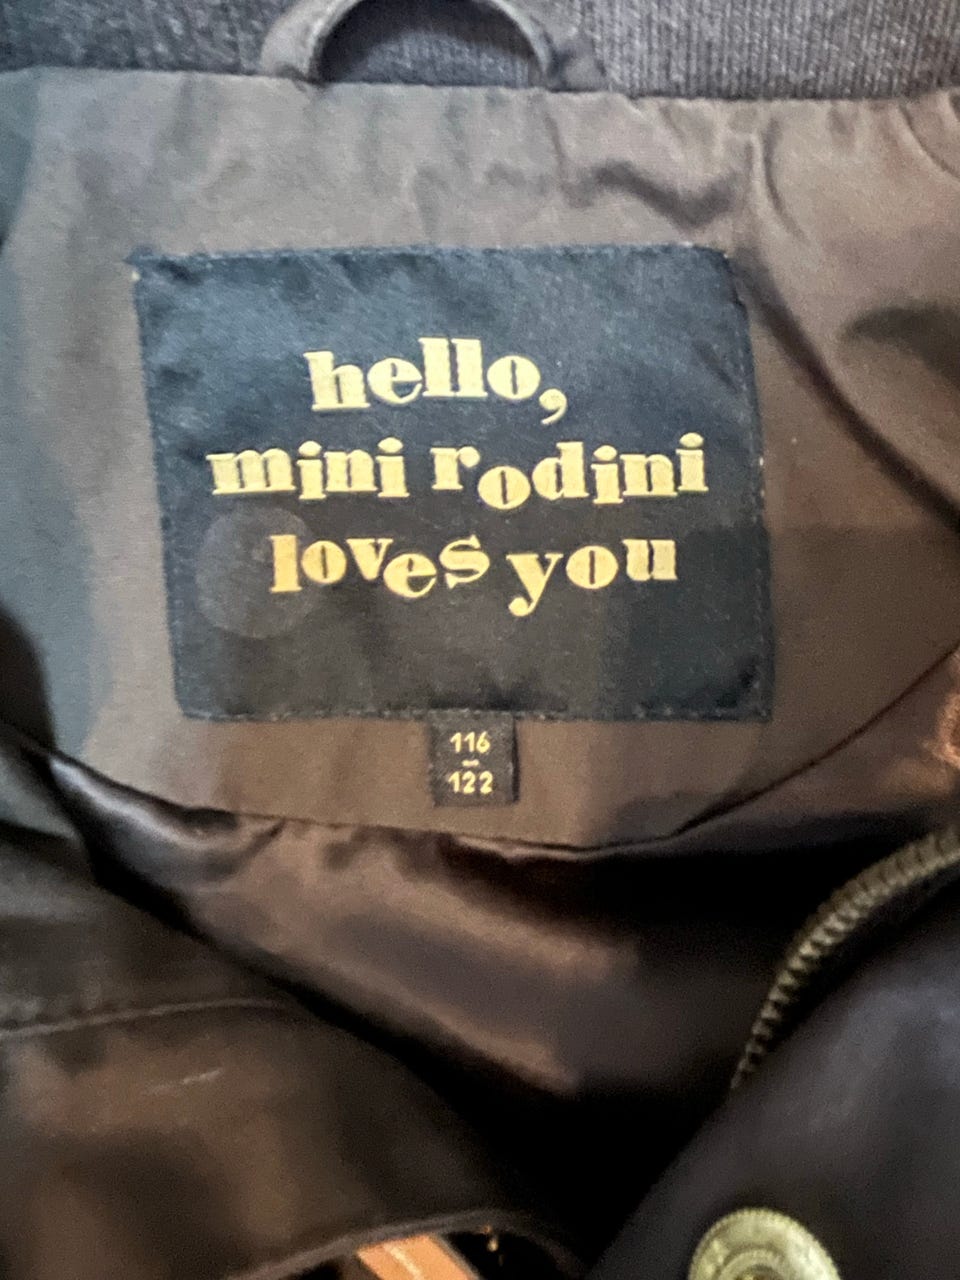 hello,
mini rodini
loves you
116
–
122